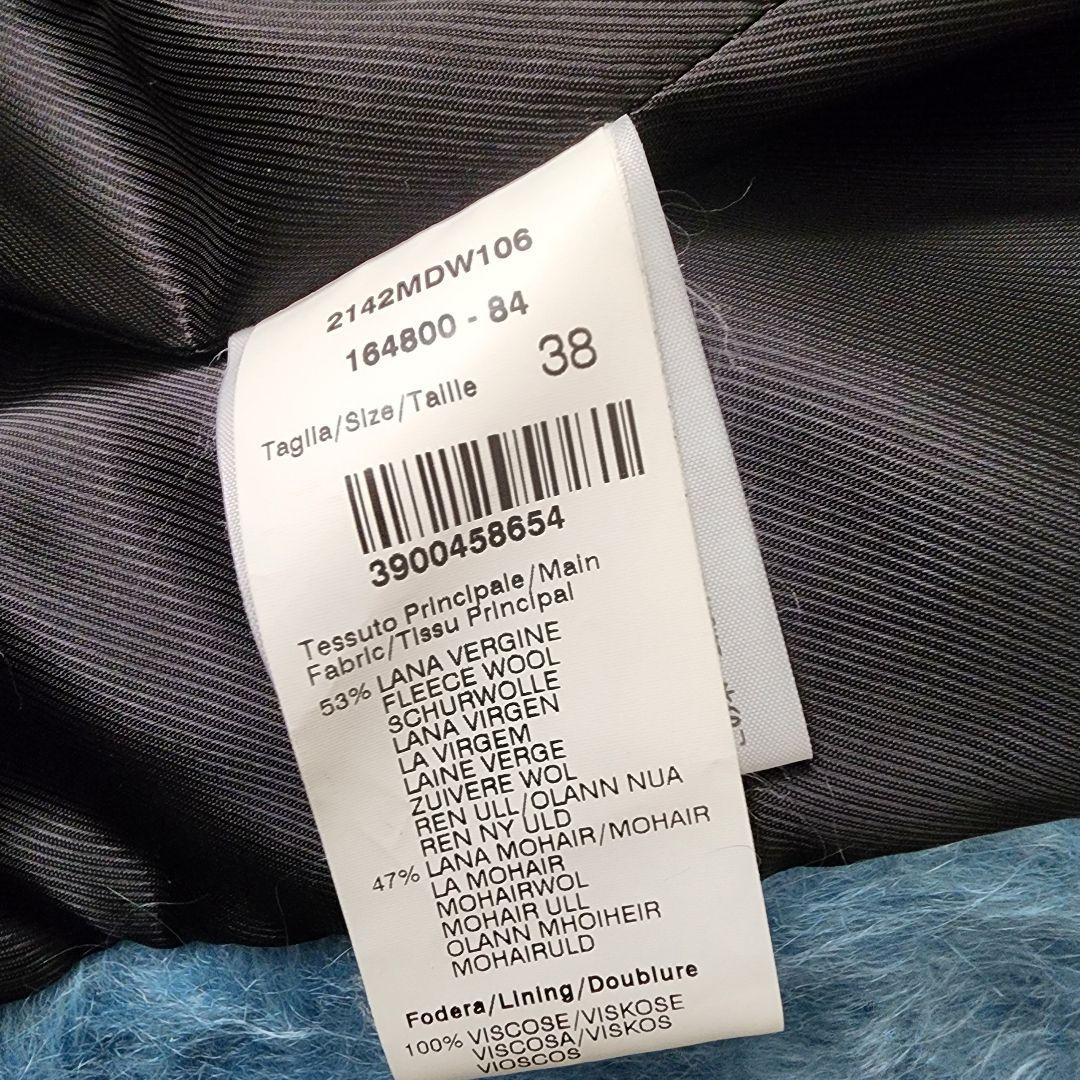 2142MDW106
164800 - 84
Taglia/Size/Taille 38
3900458654
Tessuto Principale/Main
Fabric/Tissu Principal
53% LANA VERGINE
FLEECE WOOL
SCHURWOLLE
LANA VIRGEN
LA VIRGEM
LAINE VERGE
ZUIVERE WOL
REN ULL/OLANN NUA
REN NY ULD
47% LANA MOHAIR/MOHAIR
LA MOHAIR
MOHAIRWOL
MOHAIR ULL
OLANN MHOIHEIR
MOHAIRULD
Fodera/Lining/Doublure
100% VISCOSE/VISKOSE
VISCOSA/VISKOS
VIOSCOS